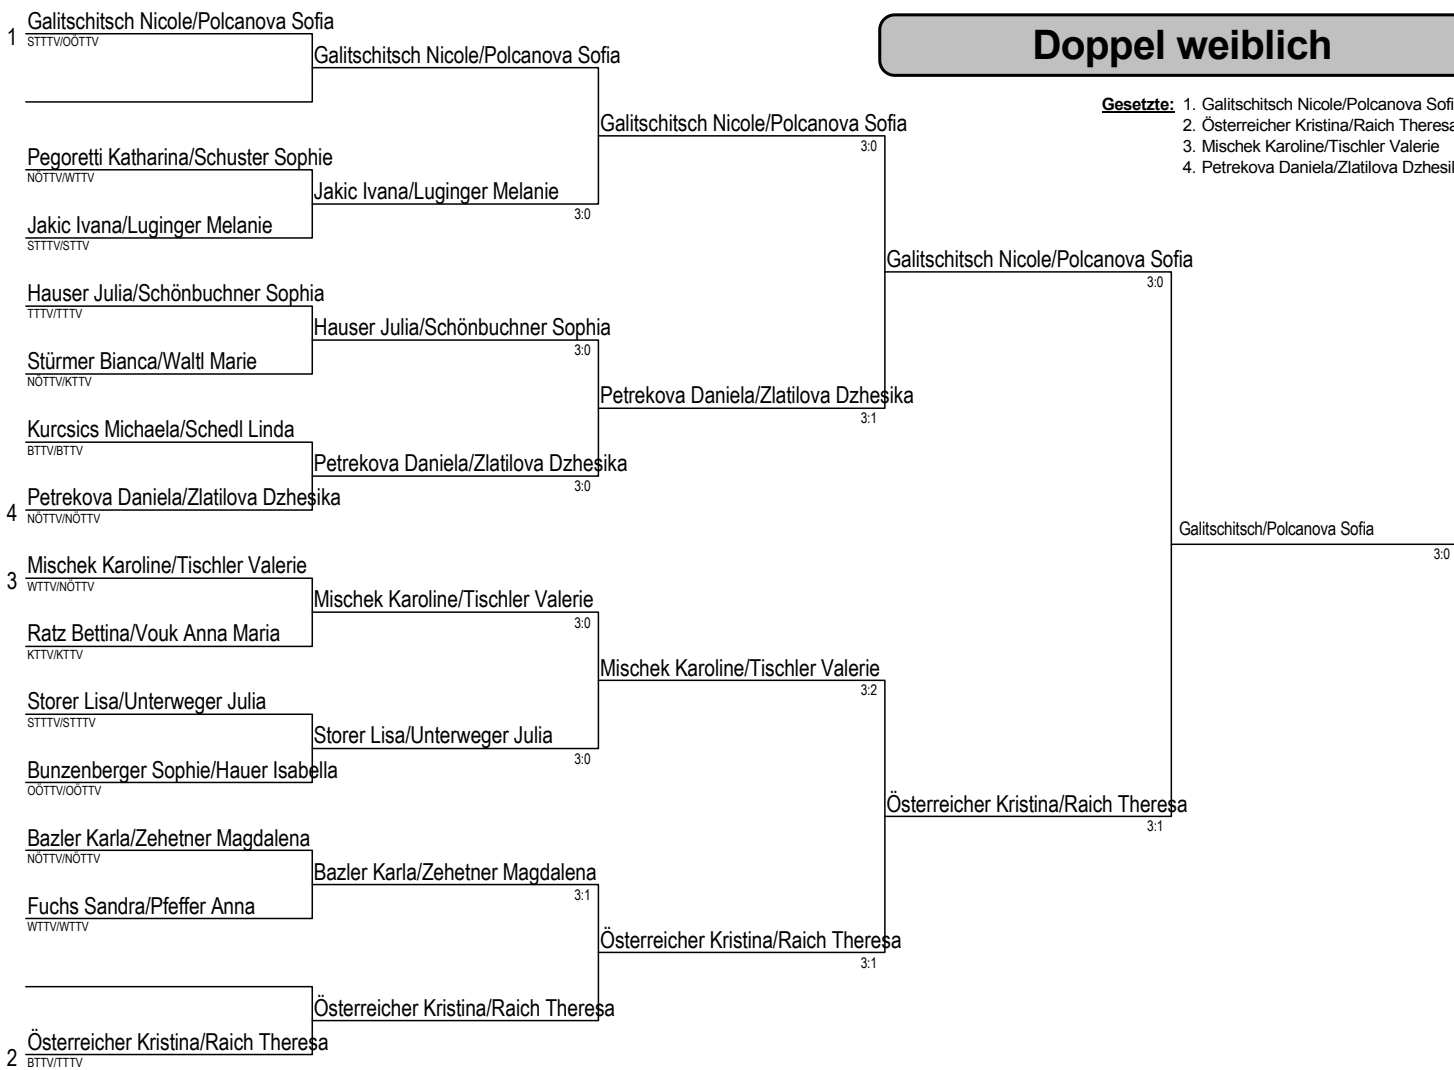 Doppel weiblich
Gesetzte: 1. Galitschitsch Nicole/Polcanova Sofi
2. Österreicher Kristina/Raich Theresa
3. Mischek Karoline/Tischler Valerie
4. Petrekova Daniela/Zlatilova Dzhesi
1 Galitschitsch Nicole/Polcanova Sofia
STTTV/OÖTTV
Pegoretti Katharina/Schuster Sophie
NÖTTV/WTTV
Jakic Ivana/Luginger Melanie
STTTV/STTV
Hauser Julia/Schönbuchner Sophia
TTTV/TTTV
Stürmer Bianca/Waltl Marie
NÖTTV/KTTV
Kurcsics Michaela/Schedl Linda
BTTV/BTTV
4 Petrekova Daniela/Zlatilova Dzhesika
NÖTTV/NÖTTV
3 Mischek Karoline/Tischler Valerie
WTTV/NÖTTV
Ratz Bettina/Vouk Anna Maria
KTTV/KTTV
Storer Lisa/Unterweger Julia
STTTV/STTTV
Bunzenberger Sophie/Hauer Isabella
OÖTTV/OÖTTV
Bazler Karla/Zehetner Magdalena
NÖTTV/NÖTTV
Fuchs Sandra/Pfeffer Anna
WTTV/WTTV
2 Österreicher Kristina/Raich Theresa
BTTV/TTTV
Galitschitsch Nicole/Polcanova Sofia
Jakic Ivana/Luginger Melanie
3:0
Hauser Julia/Schönbuchner Sophia
3:0
Petrekova Daniela/Zlatilova Dzhesika
3:0
Mischek Karoline/Tischler Valerie
3:0
Storer Lisa/Unterweger Julia
3:0
Bazler Karla/Zehetner Magdalena
3:1
Österreicher Kristina/Raich Theresa
Galitschitsch Nicole/Polcanova Sofia
3:0
Petrekova Daniela/Zlatilova Dzhesika
3:1
Mischek Karoline/Tischler Valerie
3:2
Österreicher Kristina/Raich Theresa
3:1
Galitschitsch Nicole/Polcanova Sofia
3:0
Österreicher Kristina/Raich Theresa
3:1
Galitschitsch/Polcanova Sofia
3:0